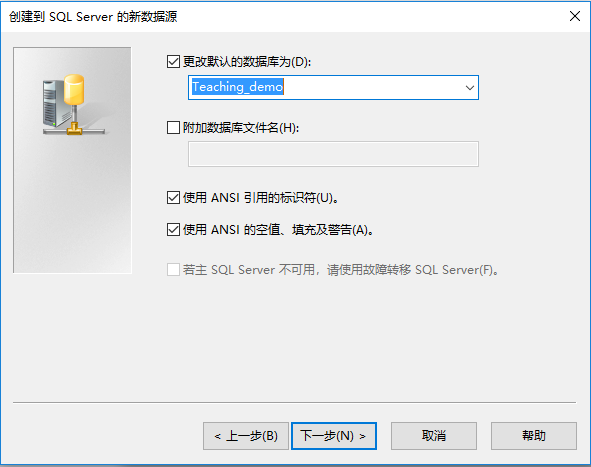 创建到 SQL Server 的新数据源
更改默认的数据库为(D):
Teaching_demo
附加数据库文件名(H):
使用 ANSI 引用的标识符(U)。
使用 ANSI 的空值、填充及警告(A)。
若主 SQL Server 不可用，请使用故障转移 SQL Server(F)。
< 上一步(B) 下一步(N) > 取消 帮助